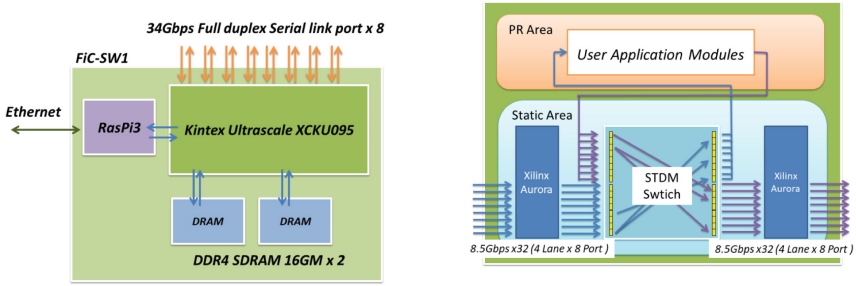 34Gbps Full duplex Serial link port x 8
FiC-SW1
Ethernet
RasPi3
Kintex Ultrascale XCKU095
DRAM
DRAM
DDR4 SDRAM 16GM x 2
PR Area
User Application Modules
Static Area
Xilinx
Aurora
STDM
Swtich
Xilinx
Aurora
8.5Gbps x32 (4 Lane x 8 Port )
8.5Gbps x32 (4 Lane x 8 Port )